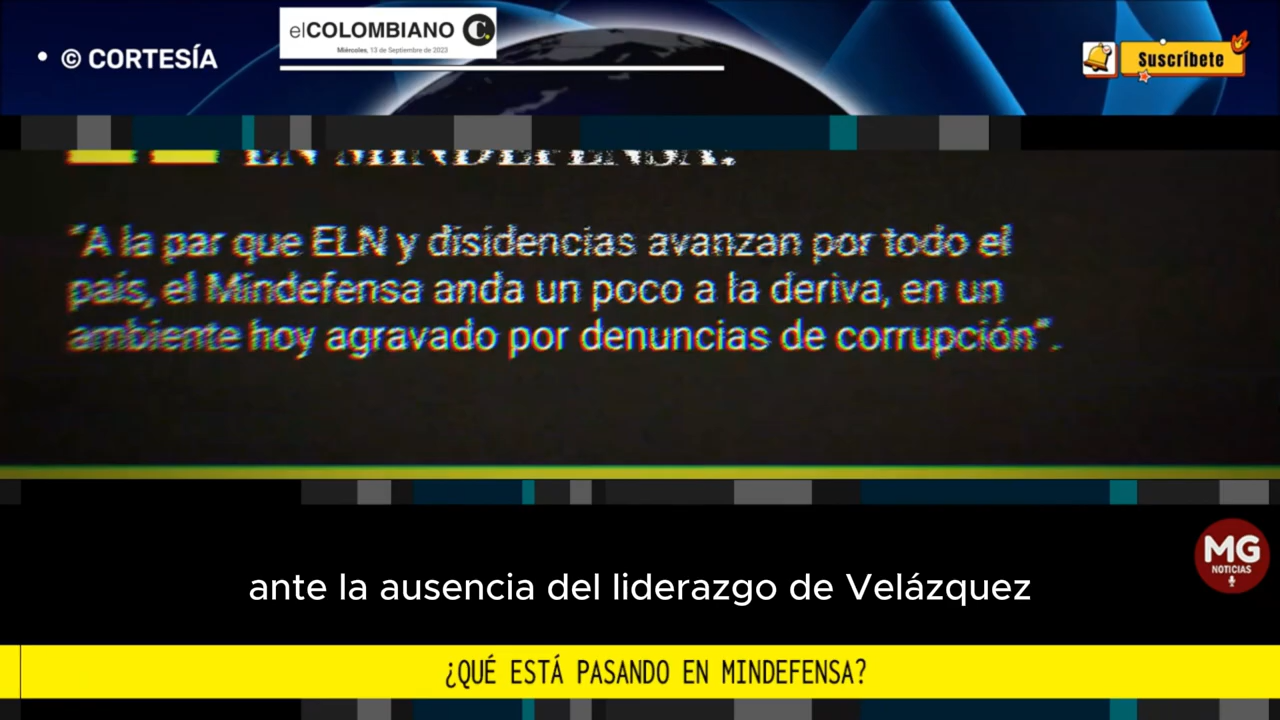 • © CORTESÍA
elCOLOMBIANO C
Miércoles, 13 de Septiembre de 2023
Suscríbete
EN MINDEFENSA?
"A la par que ELN y disidencias avanzan por todo el
país, el Mindefensa anda un poco a la deriva, en un
ambiente hoy agravado por denuncias de corrupción".
MG
NOTICIAS
ante la ausencia del liderazgo de Velázquez
¿QUÉ ESTÁ PASANDO EN MINDEFENSA?